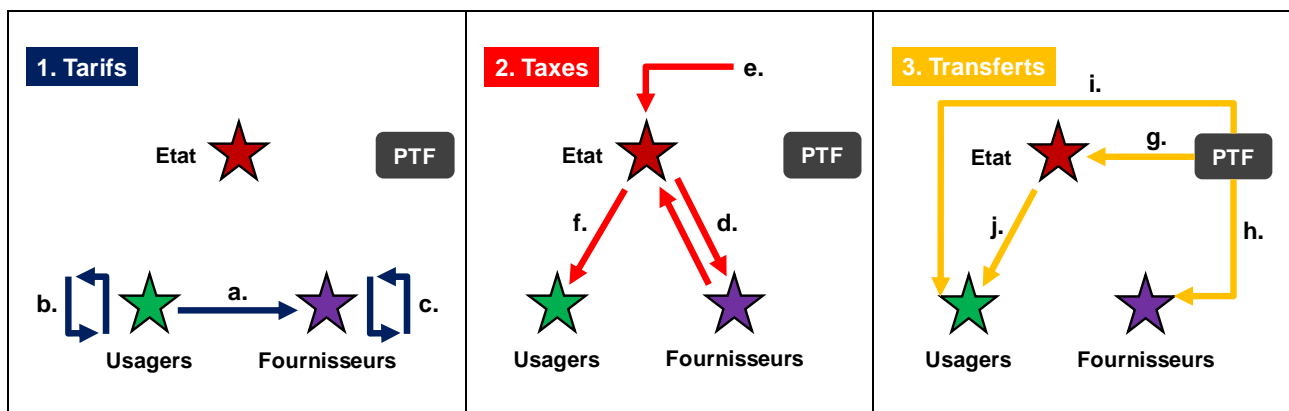 1. Tarifs
Etat
PTF
b.
a.
c.
Usagers
Fournisseurs
2. Taxes
e.
Etat
PTF
f.
d.
Usagers
Fournisseurs
3. Transferts
i.
Etat
g.
PTF
j.
h.
Usagers
Fournisseurs